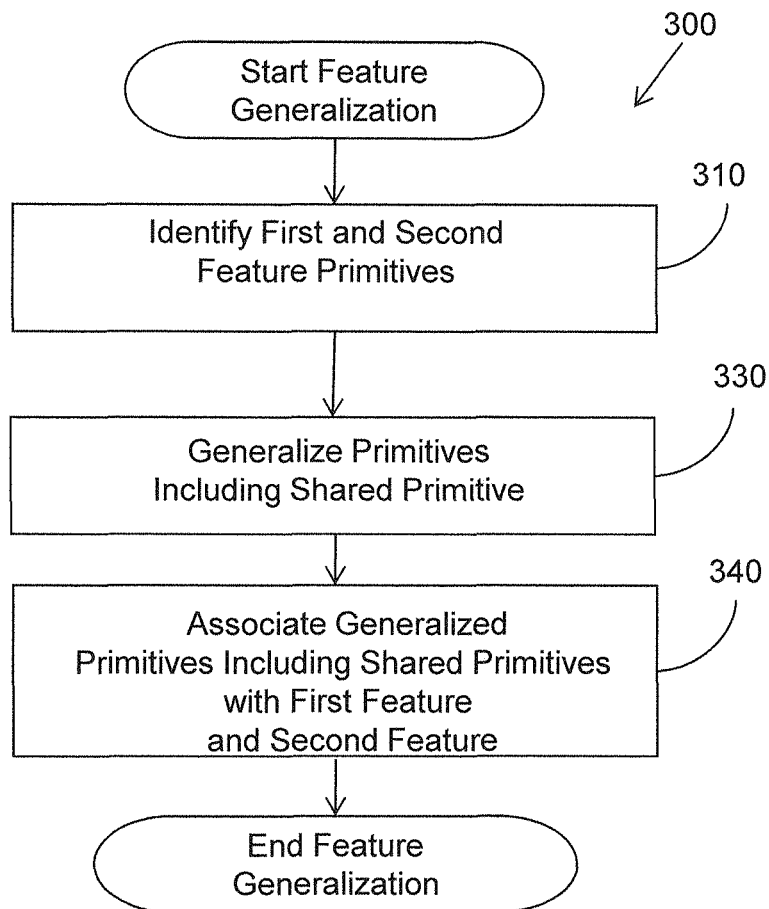 300
Start Feature
Generalization
310
Identify First and Second
Feature Primitives
330
Generalize Primitives
Including Shared Primitive
340
Associate Generalized
Primitives Including Shared Primitives
with First Feature
and Second Feature
End Feature
Generalization